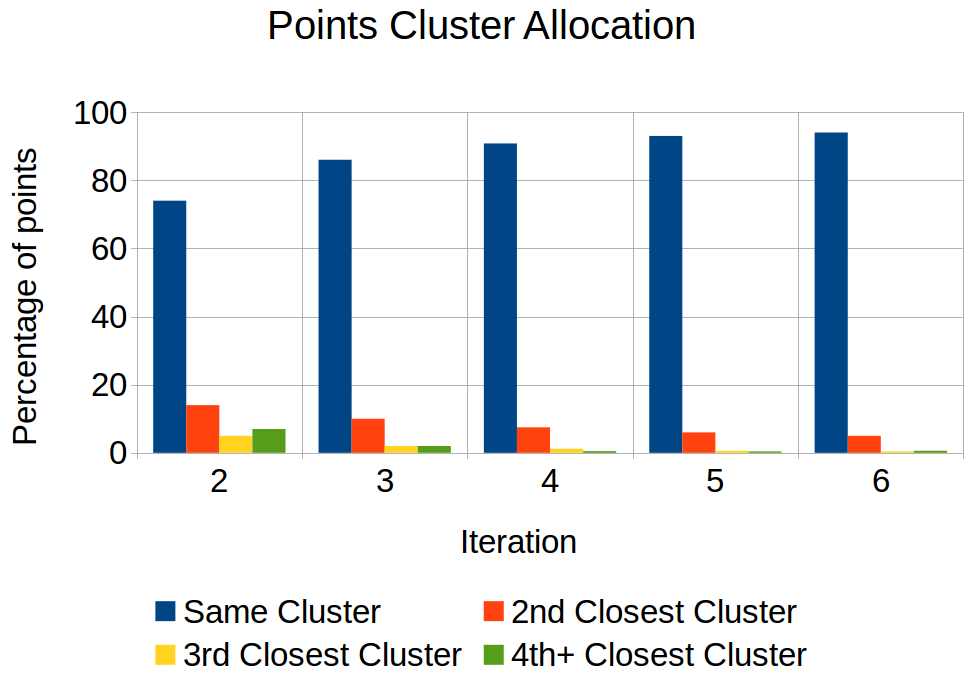 Points Cluster Allocation
100
80
60
40
20
0
Percentage of points
2 3 4 5 6
Iteration
Same Cluster 2nd Closest Cluster
3rd Closest Cluster 4th+ Closest Cluster